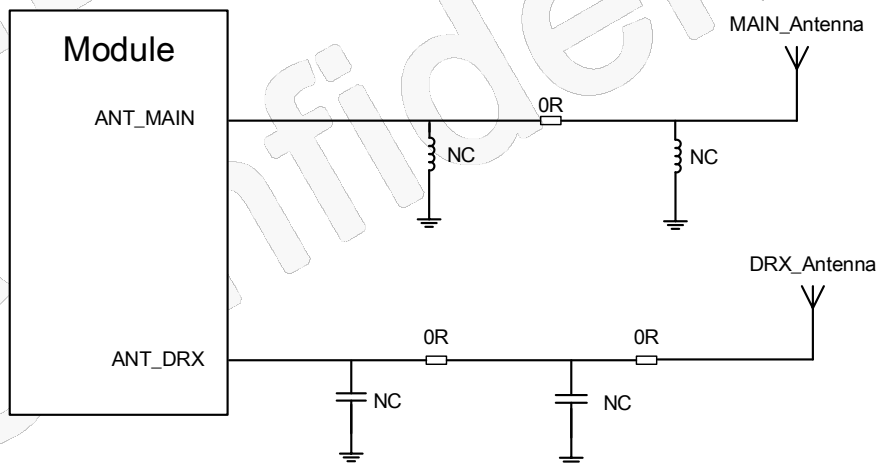 MAIN_Antenna
Module
0R
ANT_MAIN
NC
NC
DRX_Antenna
0R
0R
ANT_DRX
NC
NC